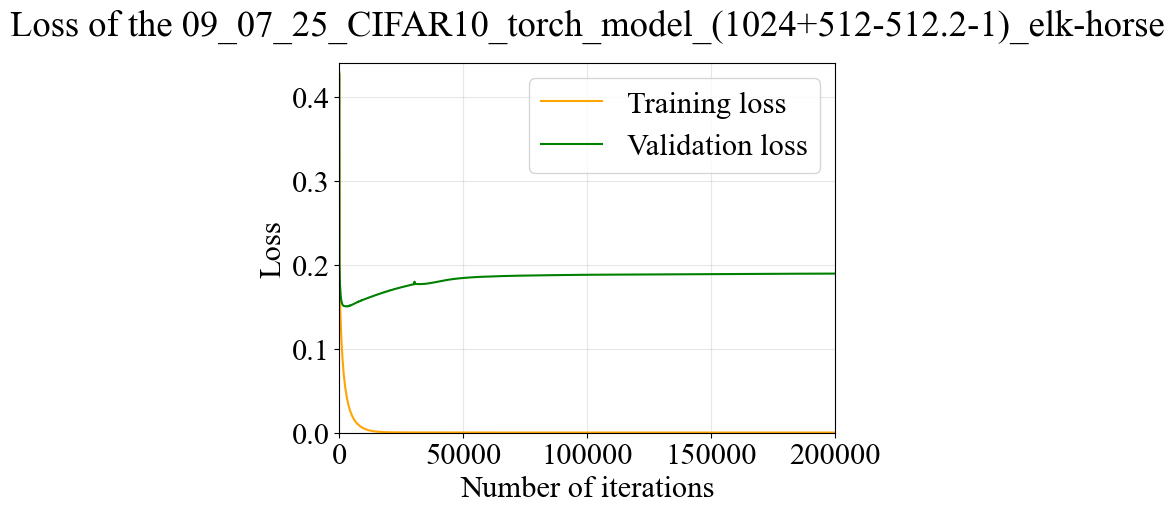 Loss of the 09_07_25_CIFAR10_torch_model_(1024+512-512.2-1)_elk-horse
Training loss
Validation loss
0.4
0.3
0.2
0.1
0.0
Loss
0 50000 100000 150000 200000
Number of iterations